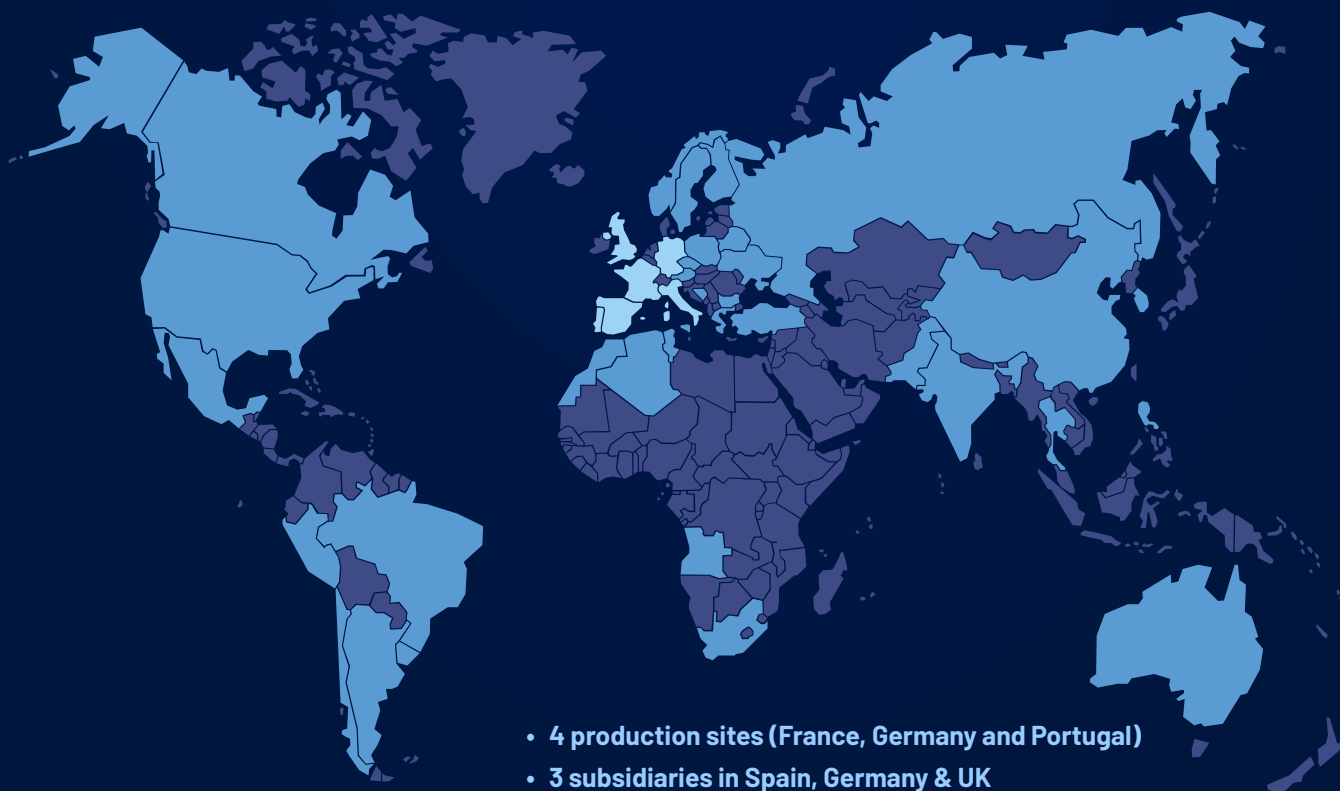 • 4 production sites (France, Germany and Portugal)
• 3 subsidiaries in Spain, Germany & UK